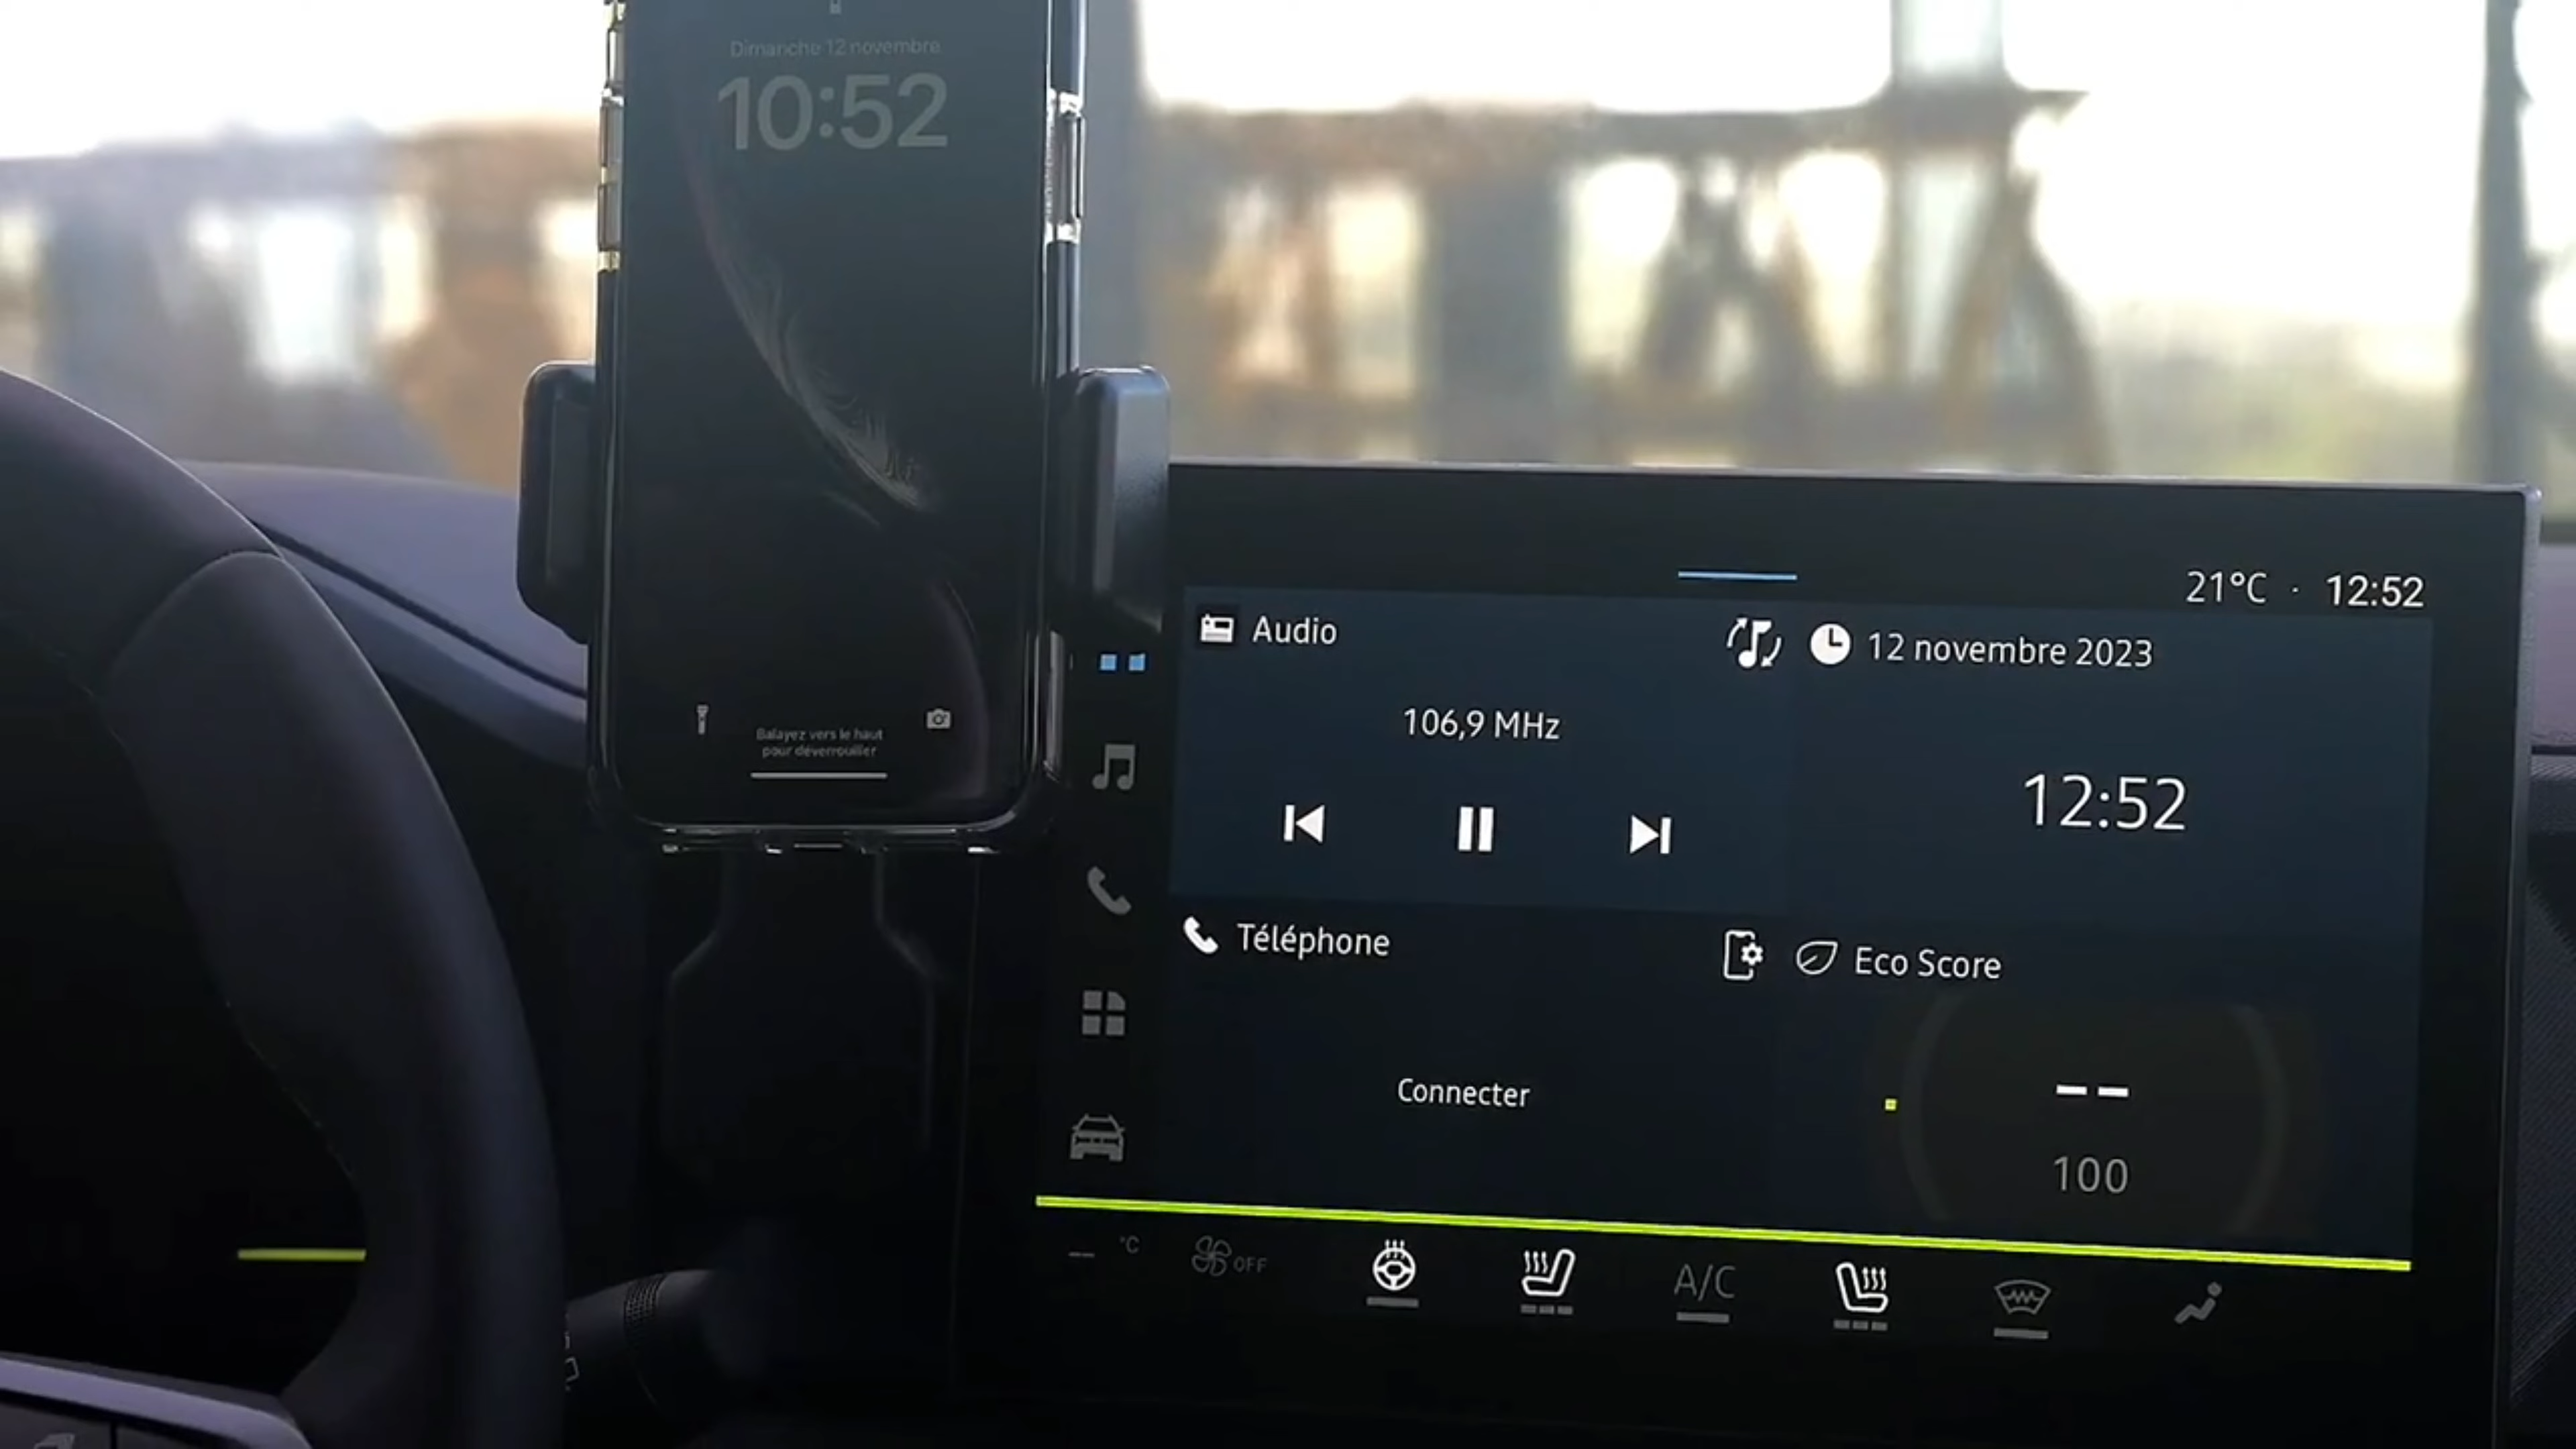 Dimanche 12 novembre
10:52
Balayez vers le haut
pour déverrouiller
21°C · 12:52
Audio
12 novembre 2023
106,9 MHz
12:52
Téléphone
Eco Score
Connecter
--
100
-- °C
OFF
A/C